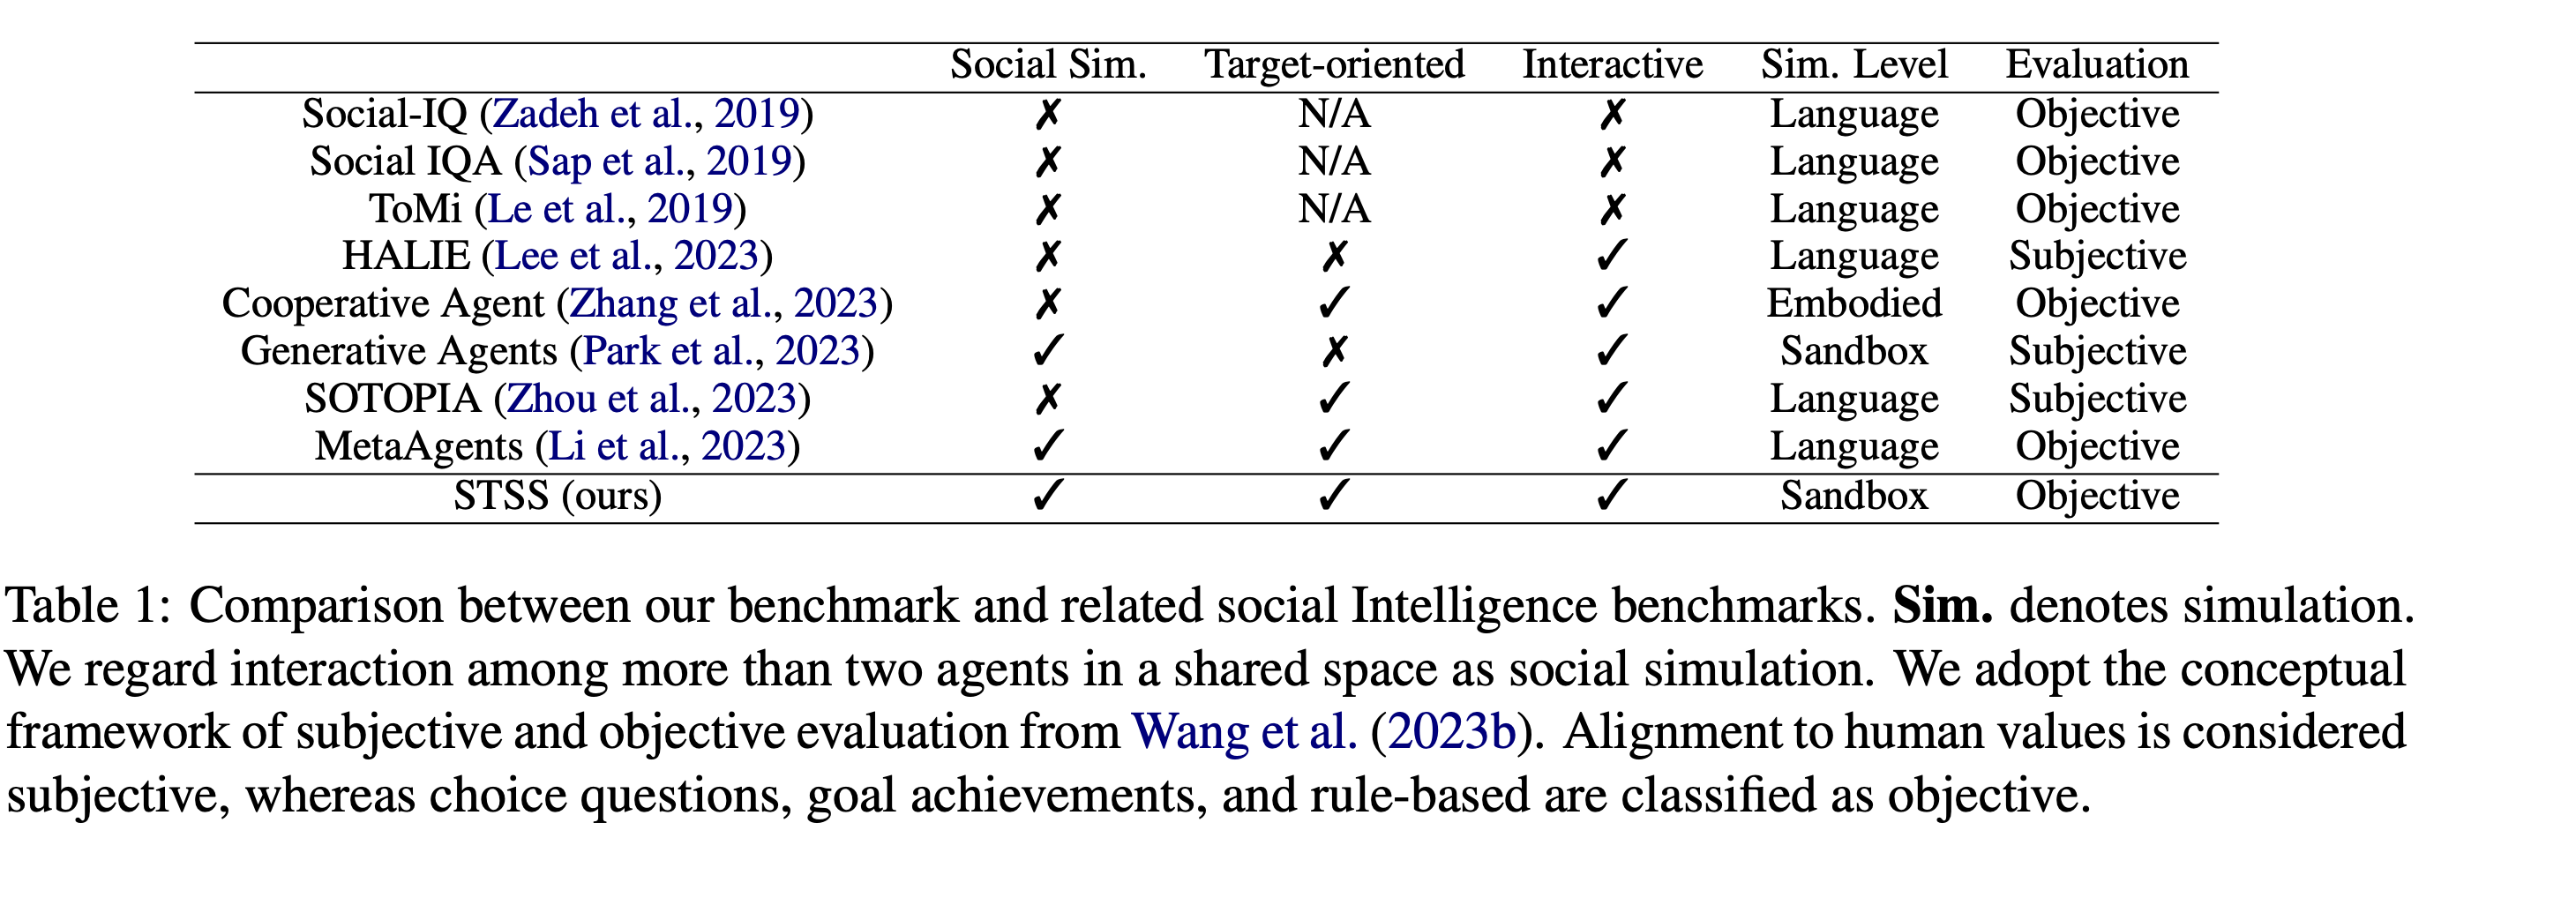 Social Sim. Target-oriented Interactive Sim. Level Evaluation
Social-IQ (Zadeh et al., 2019) ✗ N/A ✗ Language Objective
Social IQA (Sap et al., 2019) ✗ N/A ✗ Language Objective
ToMi (Le et al., 2019) ✗ N/A ✗ Language Objective
HALIE (Lee et al., 2023) ✗ ✗ ✓ Language Subjective
Cooperative Agent (Zhang et al., 2023) ✗ ✓ ✓ Embodied Objective
Generative Agents (Park et al., 2023) ✓ ✗ ✓ Sandbox Subjective
SOTOPIA (Zhou et al., 2023) ✗ ✓ ✓ Language Subjective
MetaAgents (Li et al., 2023) ✓ ✓ ✓ Language Objective
STSS (ours) ✓ ✓ ✓ Sandbox Objective
Table 1: Comparison between our benchmark and related social Intelligence benchmarks. Sim. denotes simulation.
We regard interaction among more than two agents in a shared space as social simulation. We adopt the conceptual
framework of subjective and objective evaluation from Wang et al. (2023b). Alignment to human values is considered
subjective, whereas choice questions, goal achievements, and rule-based are classified as objective.